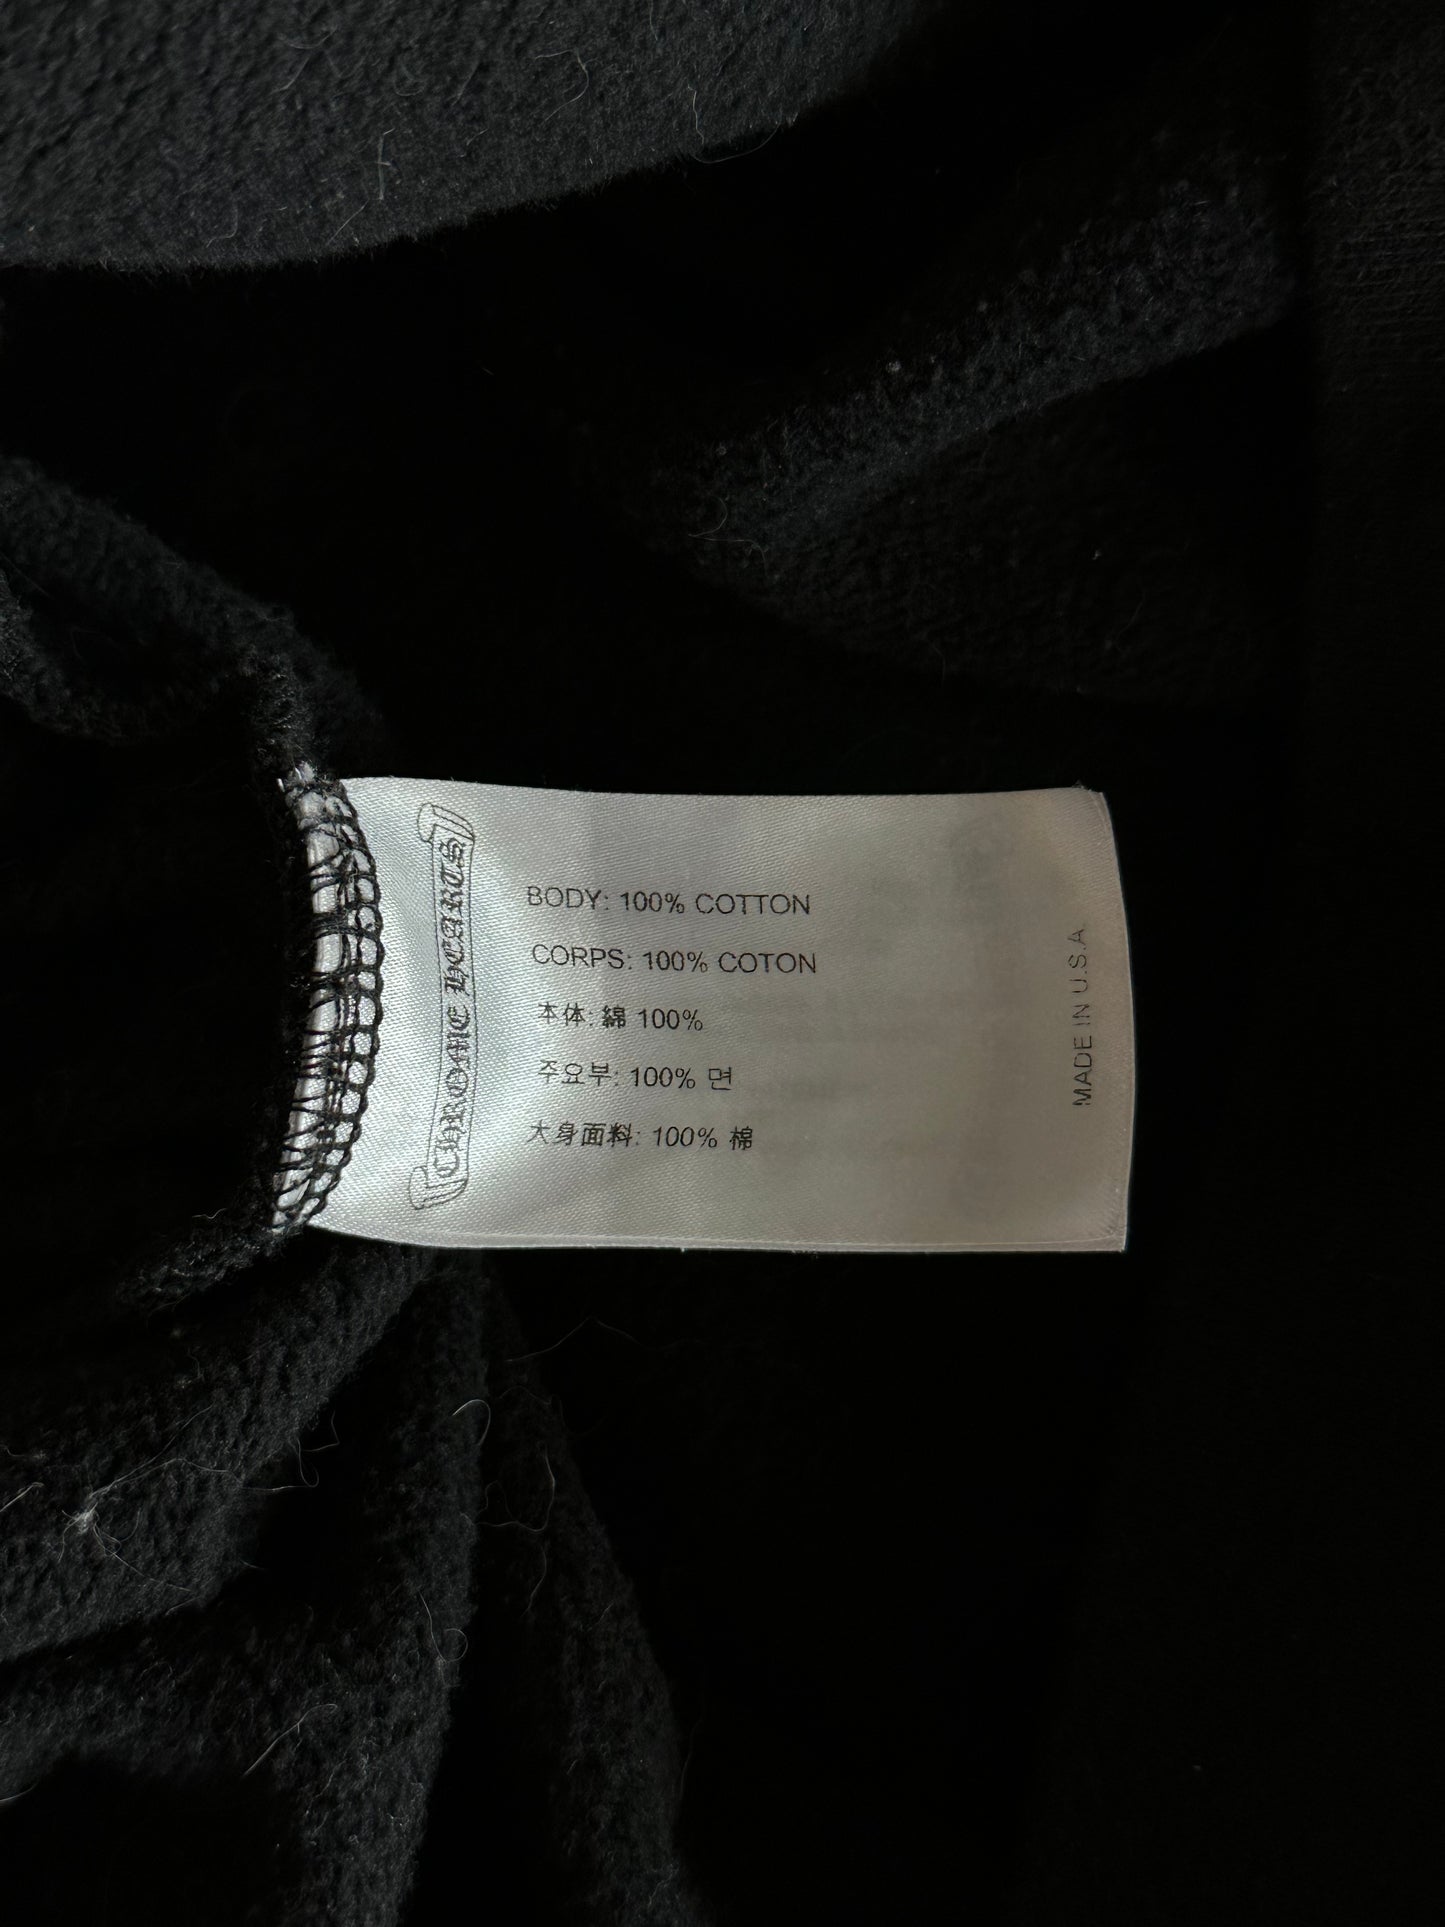 CHROME HEARTS
BODY: 100% COTTON
CORPS: 100% COTON
本体: 綿 100%
주요부: 100% 면
大身面料: 100% 棉
MADE IN U.S.A.